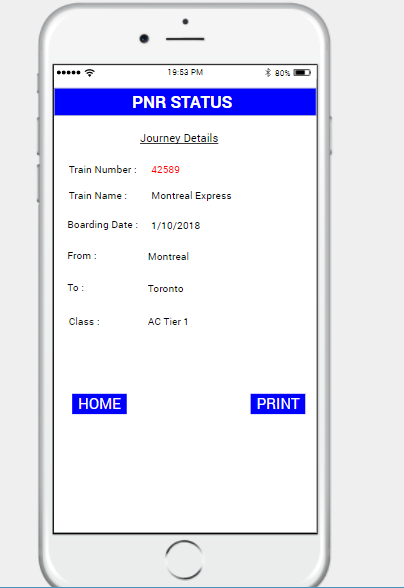 19:53 PM 80%
PNR STATUS
Journey Details
Train Number : 42589
Train Name : Montreal Express
Boarding Date : 1/10/2018
From : Montreal
To : Toronto
Class : AC Tier 1
HOME PRINT